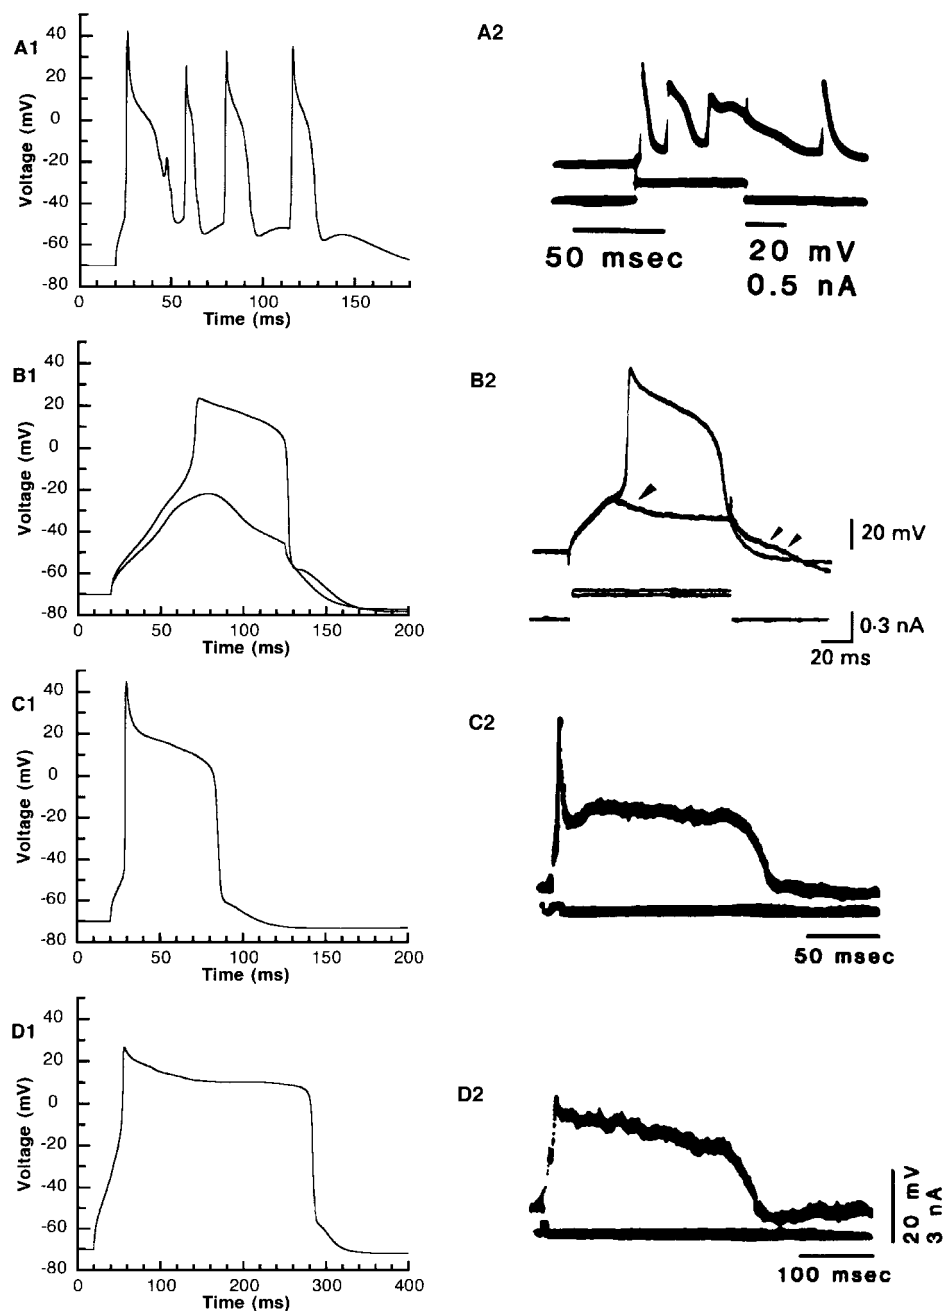 A1
Voltage (mV)
40
20
0
-20
-40
-60
-80
0 50 100 150
Time (ms)
A2
50 msec
20 mV
0.5 nA
B1
Voltage (mV)
40
20
0
-20
-40
-60
-80
0 50 100 150 200
Time (ms)
B2
20 mV
0·3 nA
20 ms
C1
Voltage (mV)
40
20
0
-20
-40
-60
-80
0 50 100 150 200
Time (ms)
C2
50 msec
D1
Voltage (mV)
40
20
0
-20
-40
-60
-80
0 100 200 300 400
Time (ms)
D2
20 mV
3 nA
100 msec